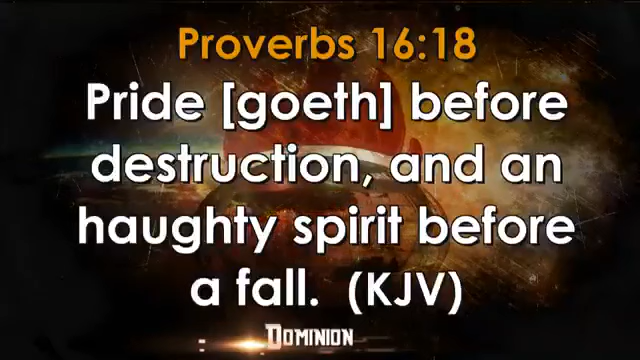 Proverbs 16:18
Pride [goeth] before
destruction, and an
haughty spirit before
a fall. (KJV)
DOMINION